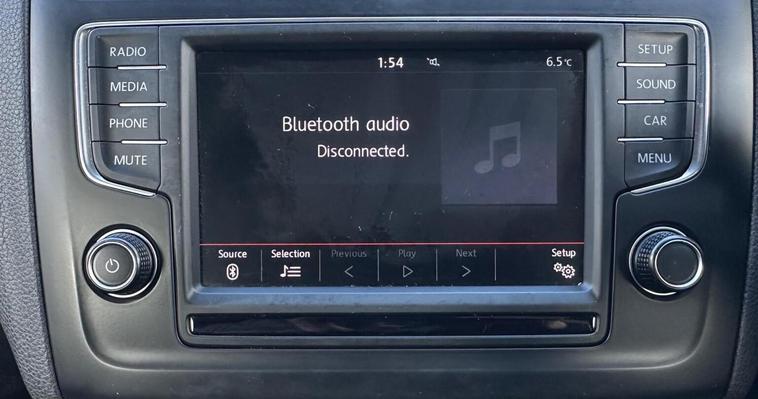 RADIO
MEDIA
PHONE
MUTE
1:54
6.5°C
Bluetooth audio
Disconnected.
Source
Selection
Previous
Play
Next
Setup
SETUP
SOUND
CAR
MENU